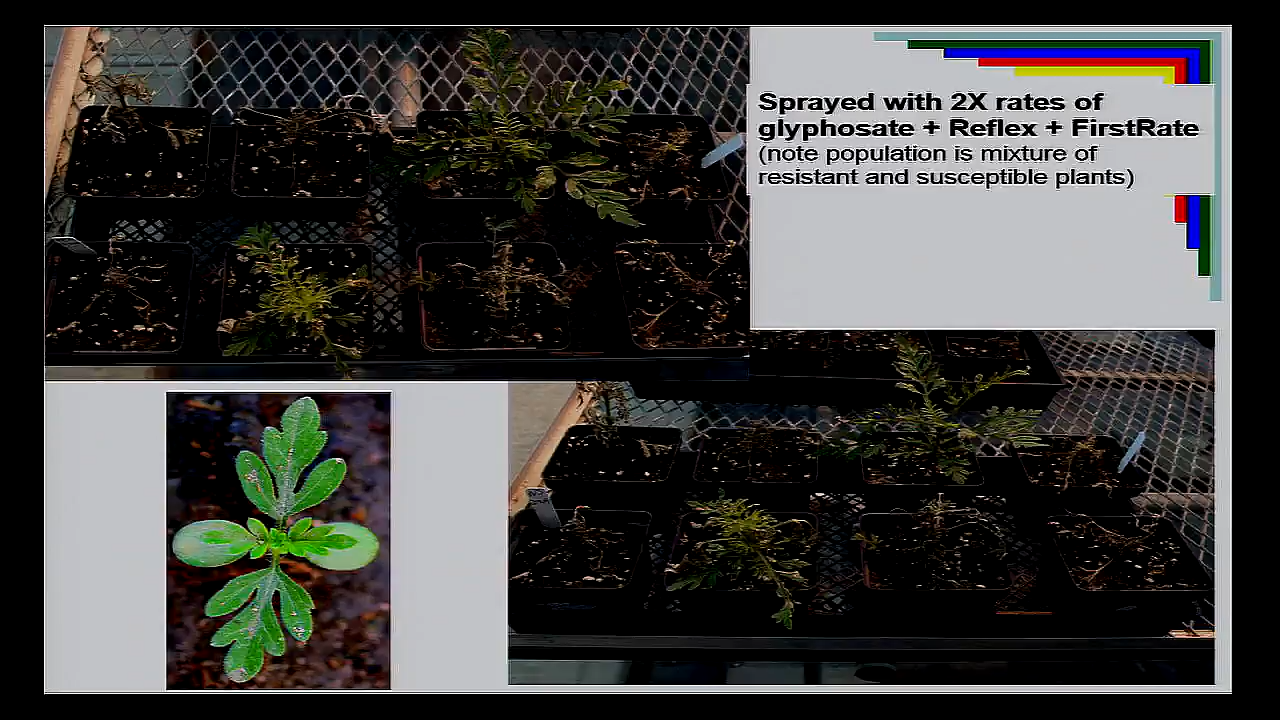 Sprayed with 2X rates of
glyphosate + Reflex + FirstRate
(note population is mixture of
resistant and susceptible plants)